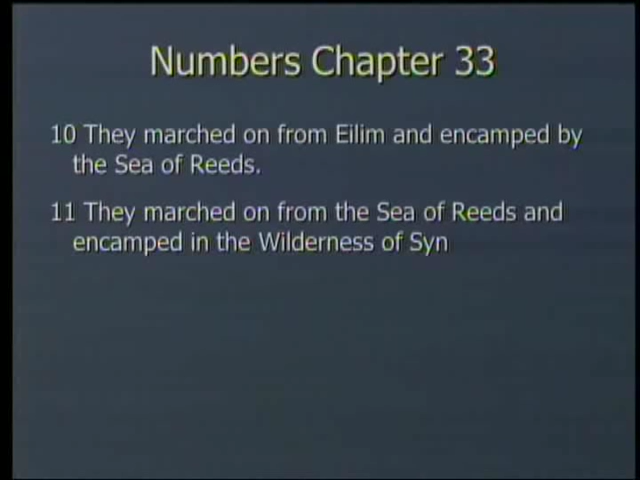 Numbers Chapter 33
10 They marched on from Eilim and encamped by
the Sea of Reeds.
11 They marched on from the Sea of Reeds and
encamped in the Wilderness of Syn